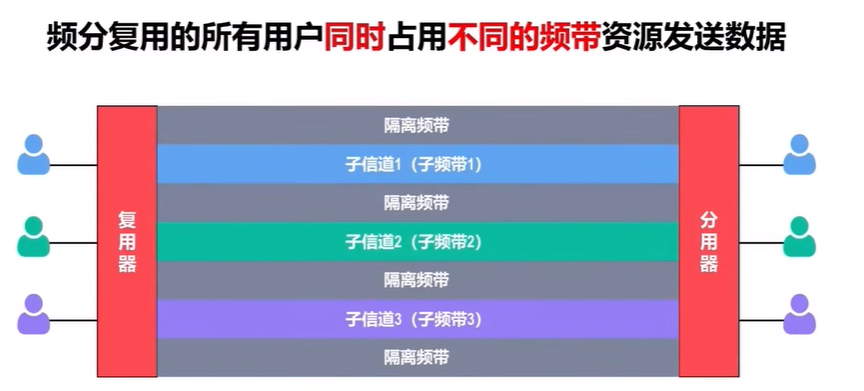 频分复用的所有用户同时占用不同的频带资源发送数据
隔离频带
子信道1（子频带1）
隔离频带
复用器
子信道2（子频带2）
分用器
隔离频带
子信道3（子频带3）
隔离频带